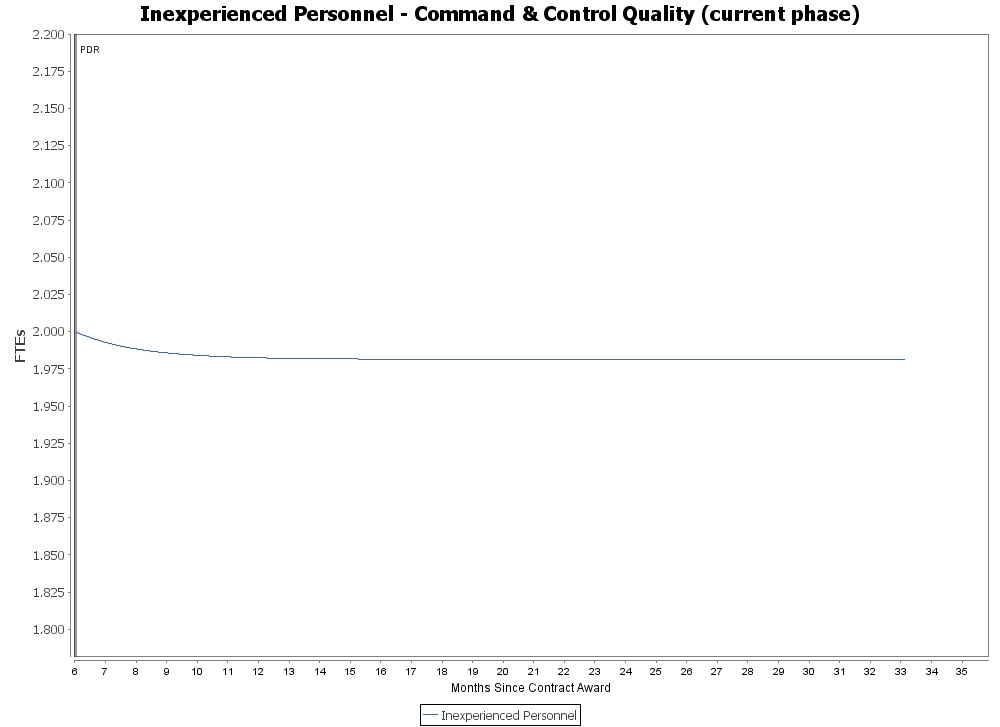 Inexperienced Personnel - Command & Control Quality (current phase)
2.200
PDR
2.175
2.150
2.125
2.100
2.075
2.050
2.025
2.000
FTEs
1.975
1.950
1.925
1.900
1.875
1.850
1.825
1.800
6 7 8 9 10 11 12 13 14 15 16 17 18 19 20 21 22 23 24 25 26 27 28 29 30 31 32 33 34 35
Months Since Contract Award
Inexperienced Personnel